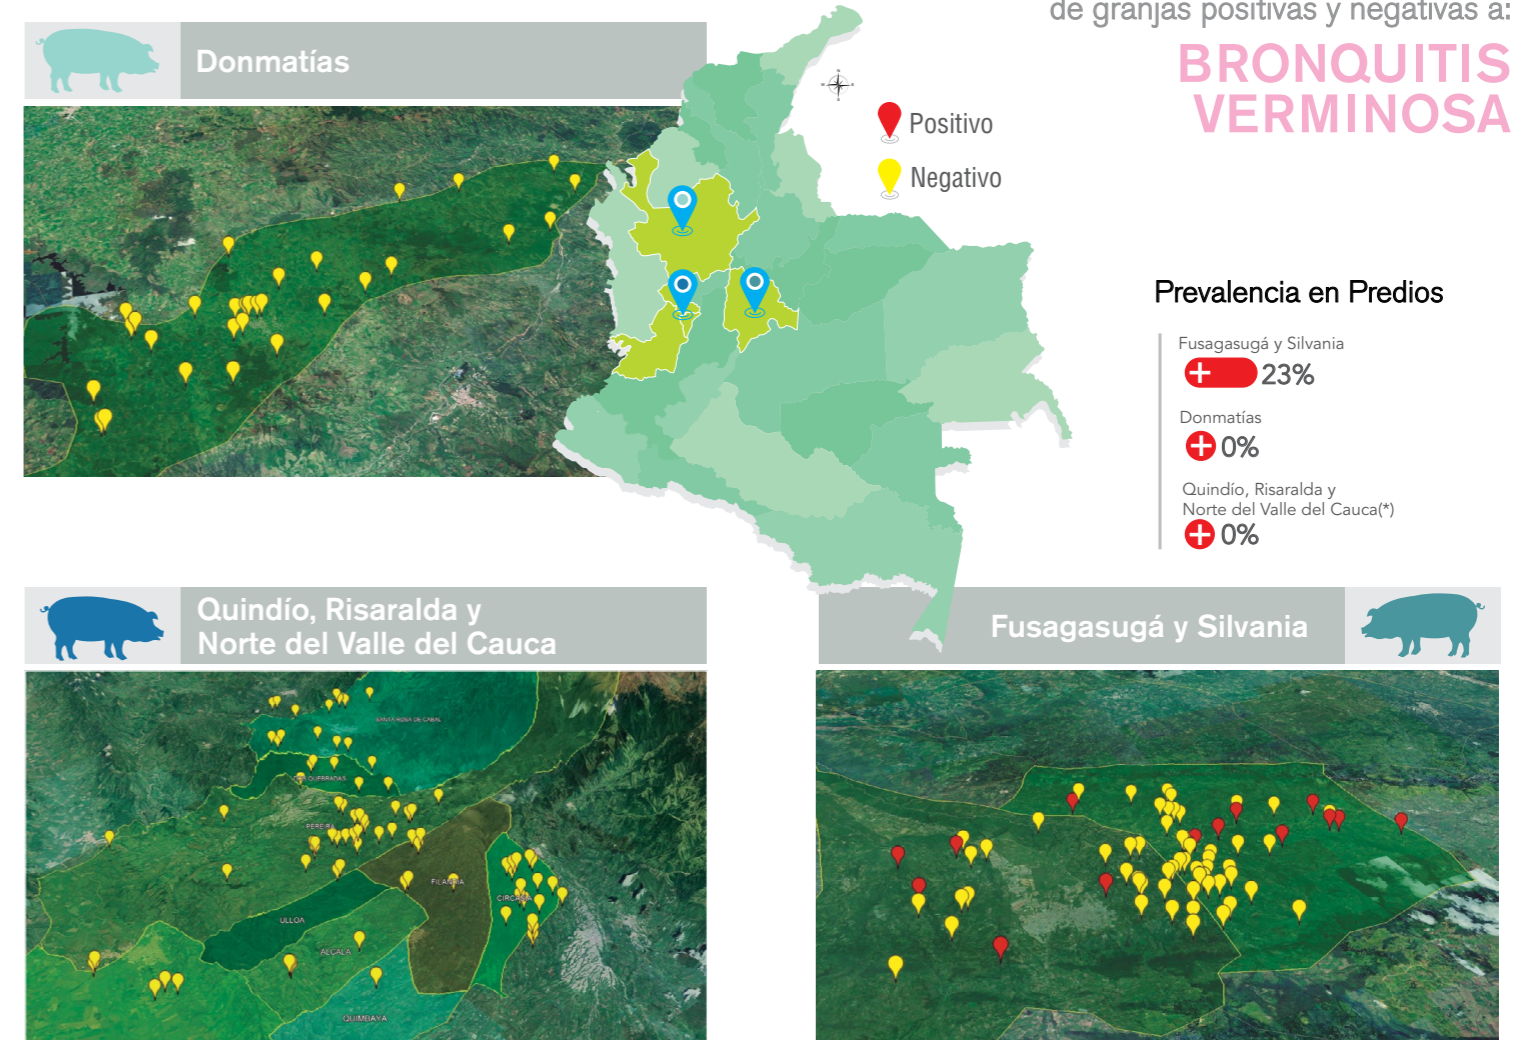 de granjas positivas y negativas a:
BRONQUITIS
VERMINOSA
Donmatías
Positivo
Negativo
Prevalencia en Predios
Fusagasugá y Silvania
23%
Donmatías
0%
Quindío, Risaralda y
Norte del Valle del Cauca(*)
0%
Quindío, Risaralda y
Norte del Valle del Cauca
Fusagasugá y Silvania
SANTA ROSA DE CABAL
PEREIRA
ULLOA
ALCALA
QUIMBAYA